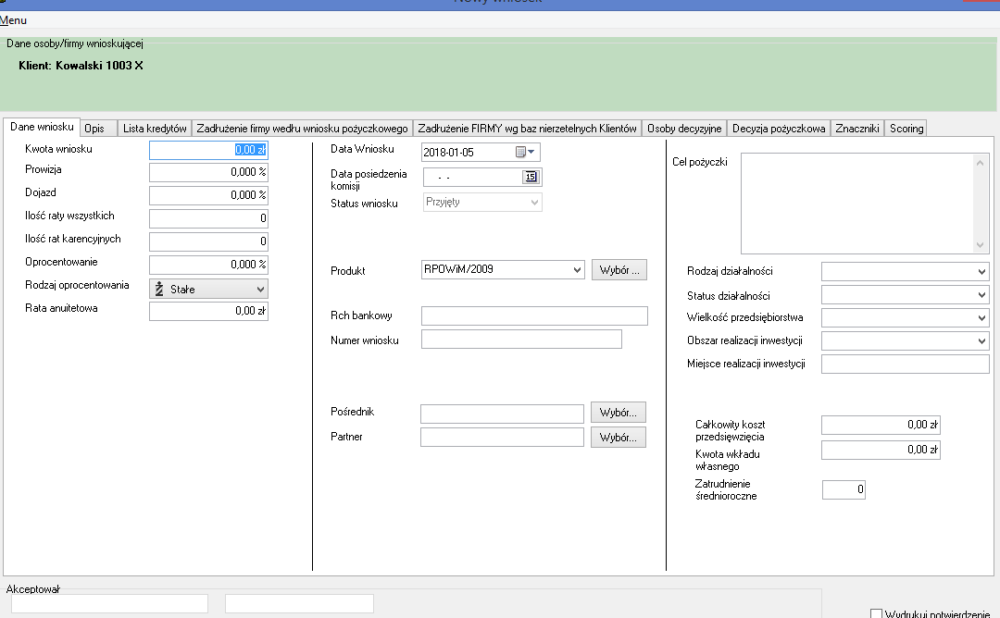 Nowy wniosek
Menu
Dane osoby/firmy wnioskującej
Klient: Kowalski 1003 X
Dane wniosku Opis Lista kredytów Zadłużenie firmy wedłu wniosku pożyczkowego Zadłużenie FIRMY wg baz nierzetelnych Klientów Osoby decyzyjne Decyzja pożyczkowa Znaczniki Scoring
Kwota wniosku 0,00 zł
Prowizja 0,000 %
Dojazd 0,000 %
Ilość raty wszystkich 0
Ilość rat karencyjnych 0
Oprocentowanie 0,000 %
Rodzaj oprocentowania Stałe
Rata anuitetowa 0,00 zł
Data Wniosku 2018-01-05
Data posiedzenia
komisji - - 15
Status wniosku Przyjęty
Produkt RPOWiM/2009 Wybór ...
Rch bankowy
Numer wniosku
Pośrednik Wybór...
Partner Wybór...
Cel pożyczki
Rodzaj działalności
Status działalności
Wielkość przedsiębiorstwa
Obszar realizacji inwestycji
Miejsce realizacji inwestycji
Całkowity koszt
przedsięwzięcia 0,00 zł
Kwota wkładu
własnego 0,00 zł
Zatrudnienie
średnioroczne 0
Akceptował
Wydrukuj potwierdzenie